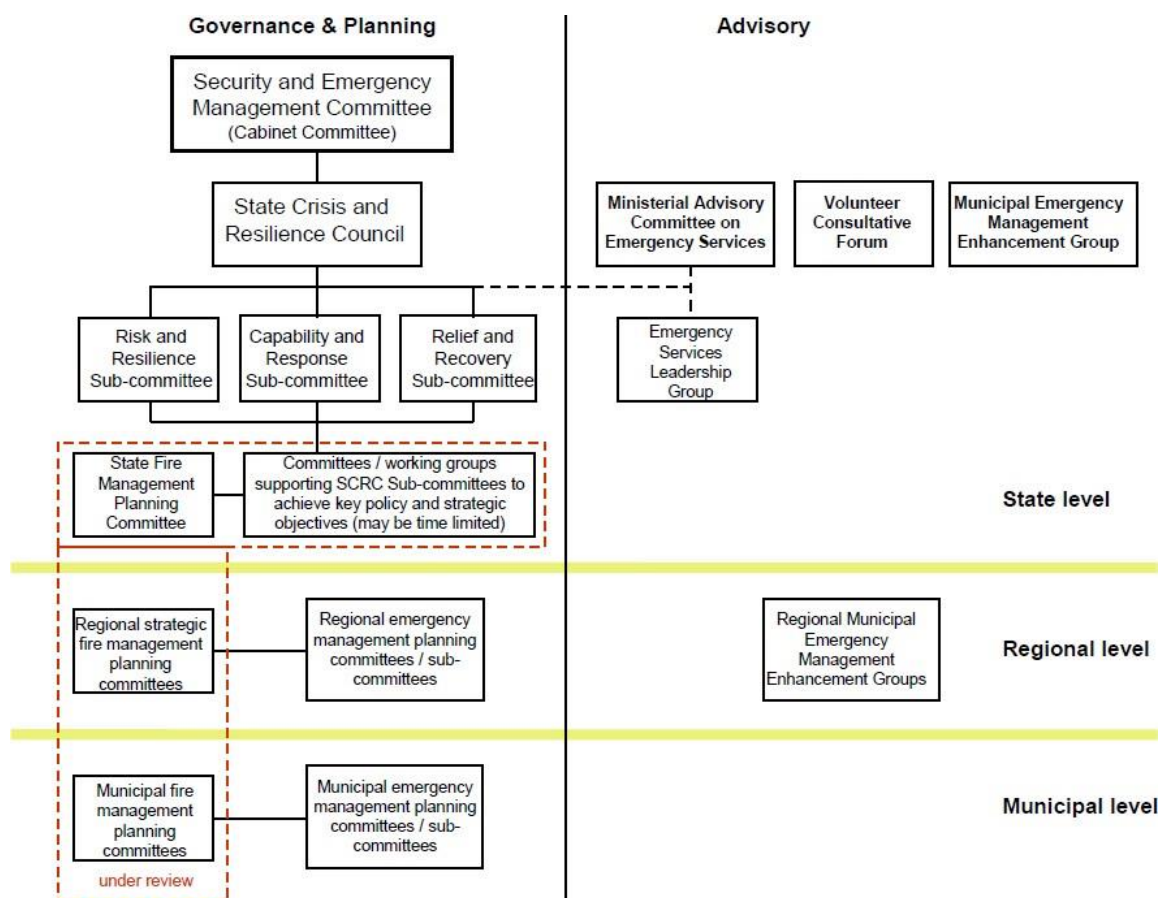 Governance & Planning
Advisory
Security and Emergency
Management Committee
(Cabinet Committee)
State Crisis and
Resilience Council
Ministerial Advisory
Committee on
Emergency Services
Volunteer
Consultative
Forum
Municipal Emergency
Management
Enhancement Group
Risk and
Resilience
Sub-committee
Capability and
Response
Sub-committee
Relief and
Recovery
Sub-committee
Emergency
Services
Leadership
Group
State Fire
Management
Planning
Committee
Committees / working groups
supporting SCRC Sub-committees to
achieve key policy and strategic
objectives (may be time limited)
State level
Regional strategic
fire management
planning
committees
Regional emergency
management planning
committees / sub-
committees
Regional Municipal
Emergency
Management
Enhancement Groups
Regional level
Municipal fire
management
planning
committees
Municipal emergency
management planning
committees / sub-
committees
Municipal level
under review